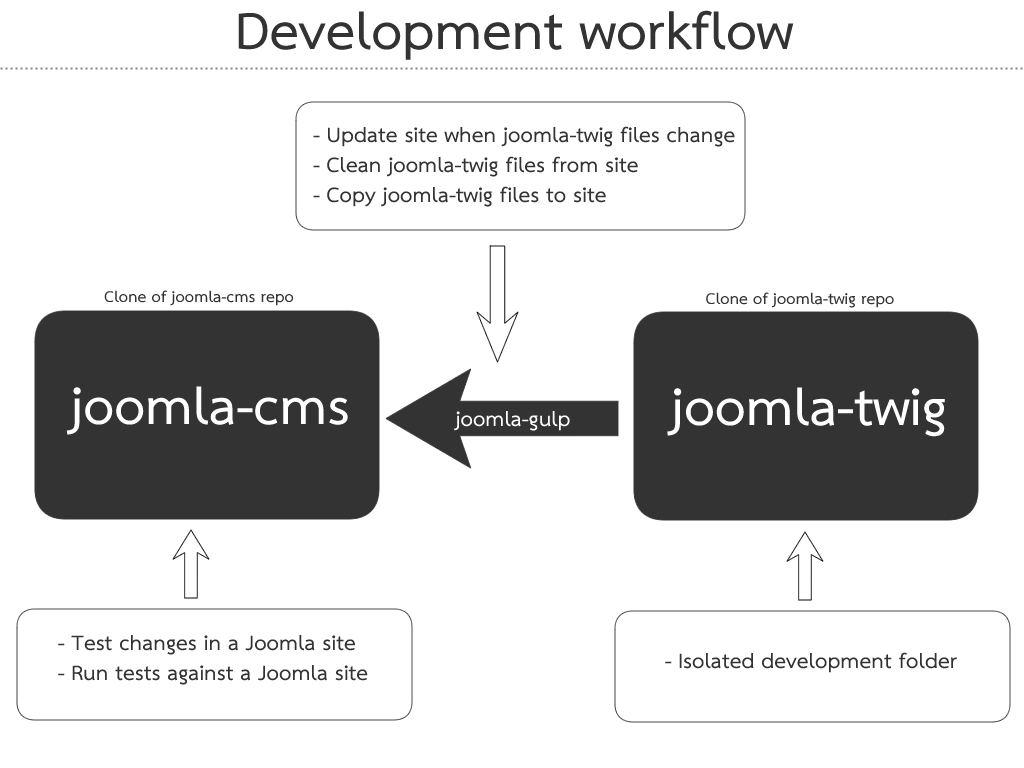 Development workflow
- Update site when joomla-twig files change
- Clean joomla-twig files from site
- Copy joomla-twig files to site
Clone of joomla-cms repo
Clone of joomla-twig repo
joomla-cms
joomla-gulp
joomla-twig
- Test changes in a Joomla site
- Run tests against a Joomla site
- Isolated development folder